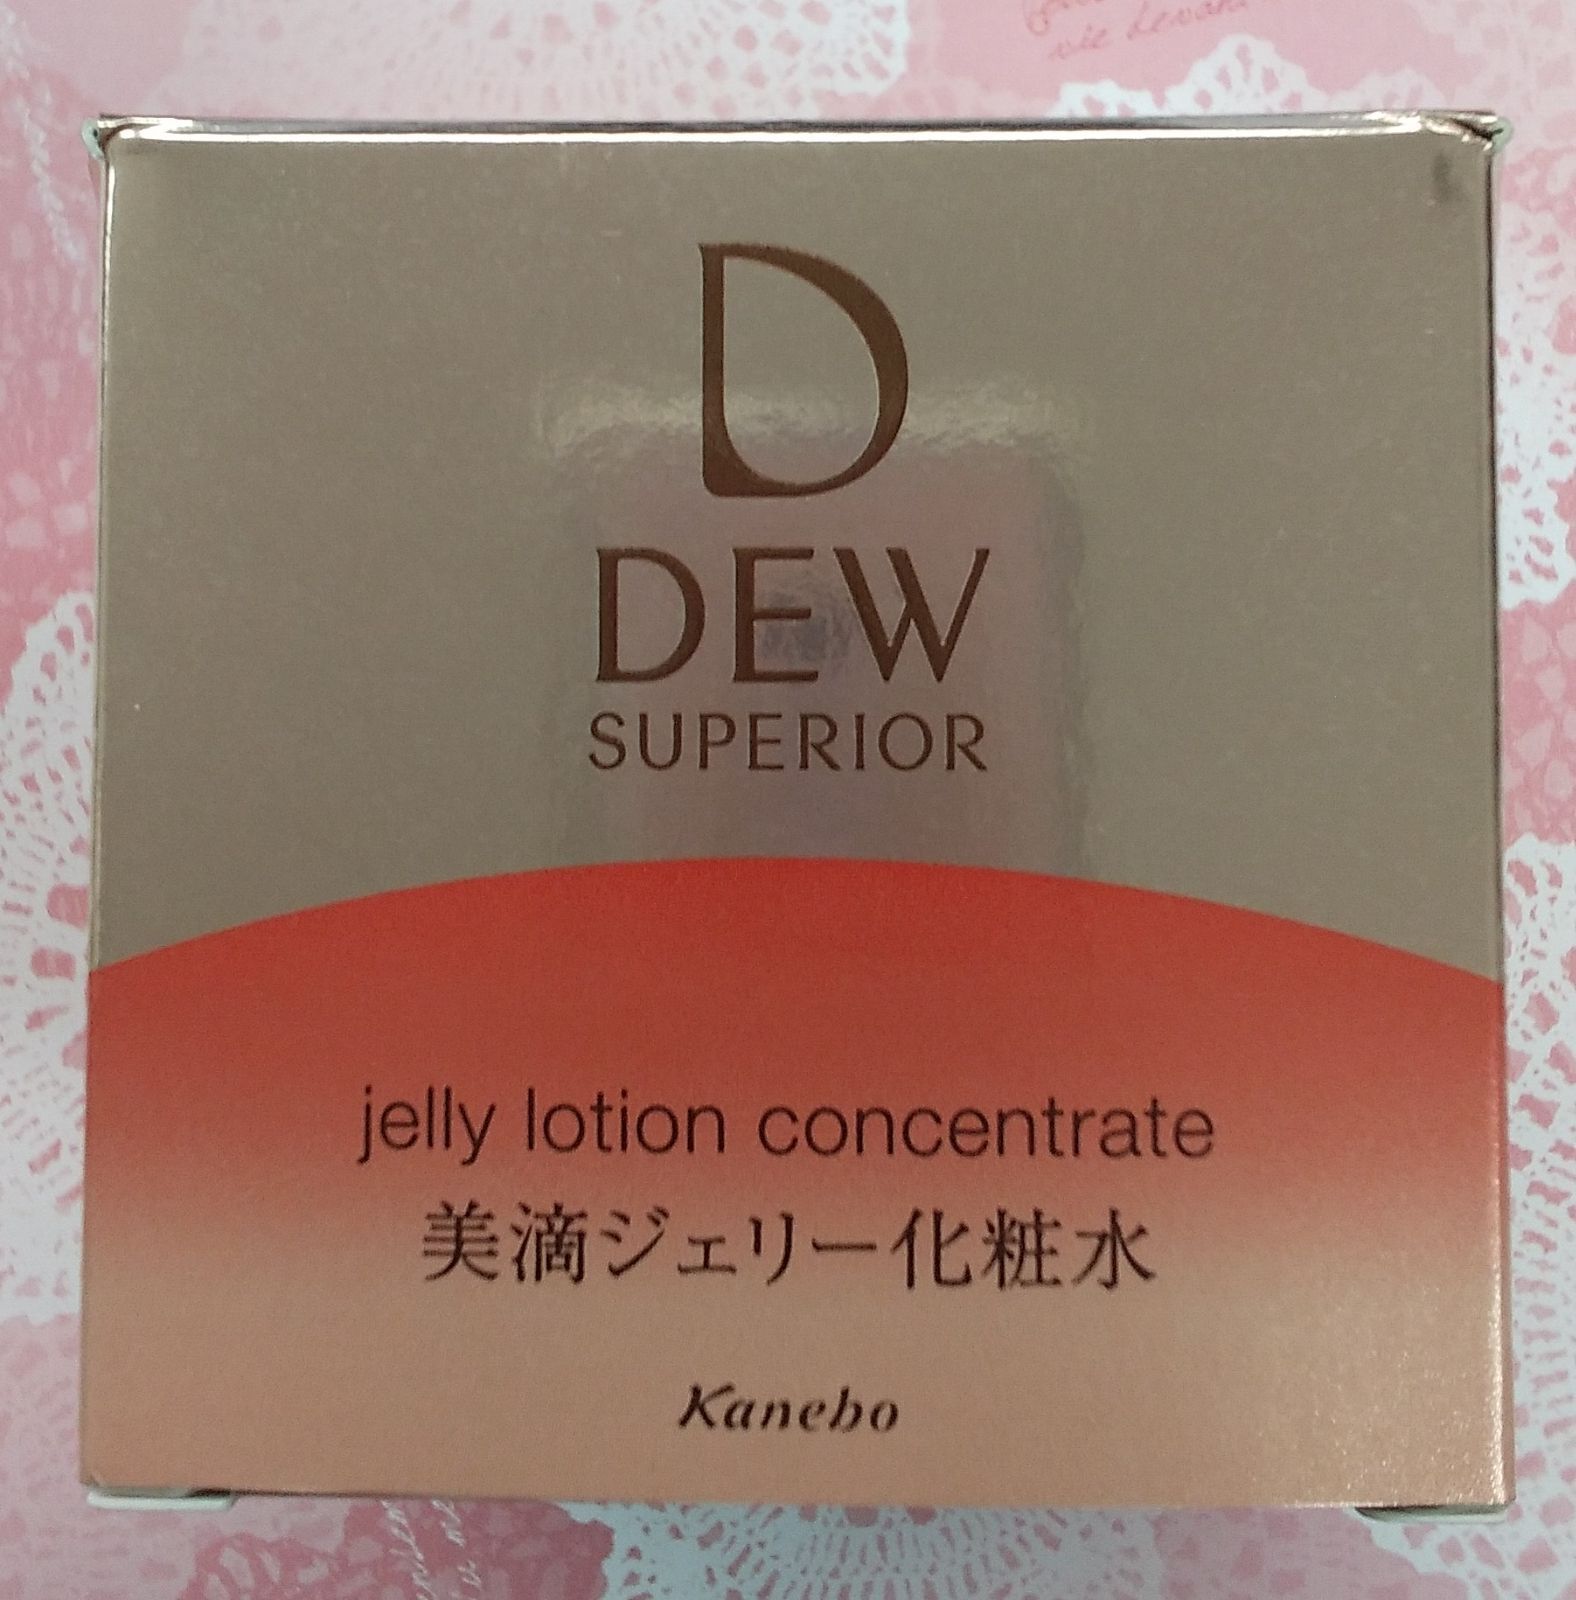 D
DEW
SUPERIOR
jelly lotion concentrate
美滴ジェリー化粧水
Kanebo